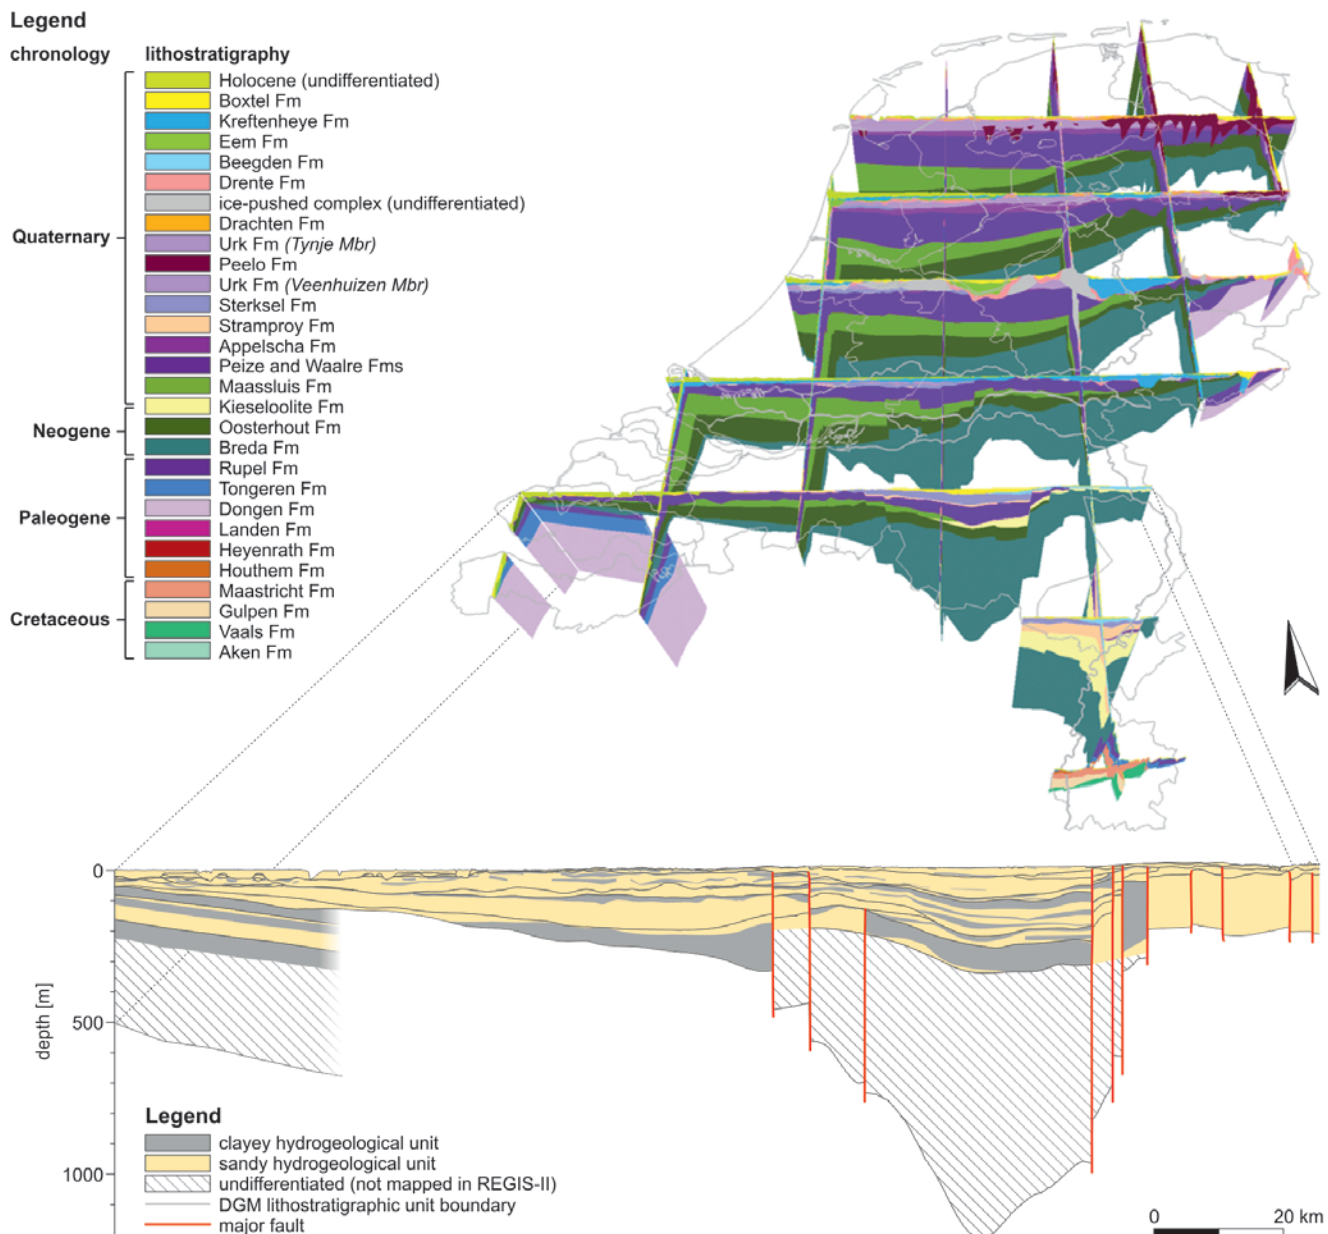 Legend
chronology lithostratigraphy
Holocene (undifferentiated)
Boxtel Fm
Kreftenheye Fm
Eem Fm
Beegden Fm
Drente Fm
ice-pushed complex (undifferentiated)
Drachten Fm
Quaternary
Urk Fm (Tynje Mbr)
Peelo Fm
Urk Fm (Veenhuizen Mbr)
Sterksel Fm
Stramproy Fm
Appelscha Fm
Peize and Waalre Fms
Maassluis Fm
Kieseloolite Fm
Neogene
Oosterhout Fm
Breda Fm
Rupel Fm
Tongeren Fm
Paleogene
Dongen Fm
Landen Fm
Heyenrath Fm
Houthem Fm
Maastricht Fm
Cretaceous
Gulpen Fm
Vaals Fm
Aken Fm
0
500
1000
depth [m]
Legend
clayey hydrogeological unit
sandy hydrogeological unit
undifferentiated (not mapped in REGIS-II)
DGM lithostratigraphic unit boundary
major fault
0 20 km